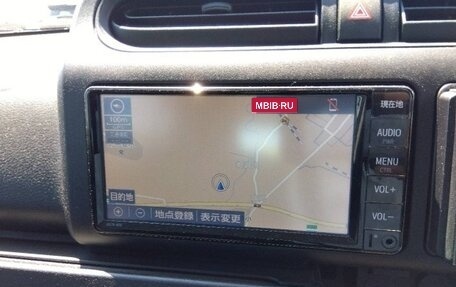 MBIB·RU
現在地
100m
AUDIO
MENU
CTRL
目的地
VOL+
地点登録 表示変更
VOL-